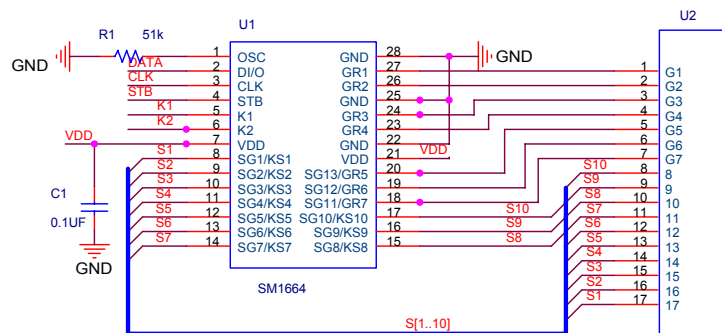 U2
U1
R1 51k
GND
1 OSC GND 28 GND
DATA 2 DI/O GR1 27 1 G1
CLK 3 CLK GR2 26 2 G2
STB 4 STB GND 25 3 G3
K1 5 K1 GR3 24 4 G4
K2 6 K2 GR4 23 5 G5
VDD 7 VDD GND 22 6 G6
S1 8 SG1/KS1 VDD 21 VDD 7 G7
S2 9 SG2/KS2 SG13/GR5 20 S10 8 8
S3 10 SG3/KS3 SG12/GR6 19 S9 9 9
S4 11 SG4/KS4 SG11/GR7 18 S8 10 10
S5 12 SG5/KS5 SG10/KS10 17 S10 S7 11 11
S6 13 SG6/KS6 SG9/KS9 16 S9 S6 12 12
S7 14 SG7/KS7 SG8/KS8 15 S8 S5 13 13
S4 14 14
S3 15 15
S2 16 16
S1 17 17
C1
0.1UF
GND
SM1664
S[1..10]